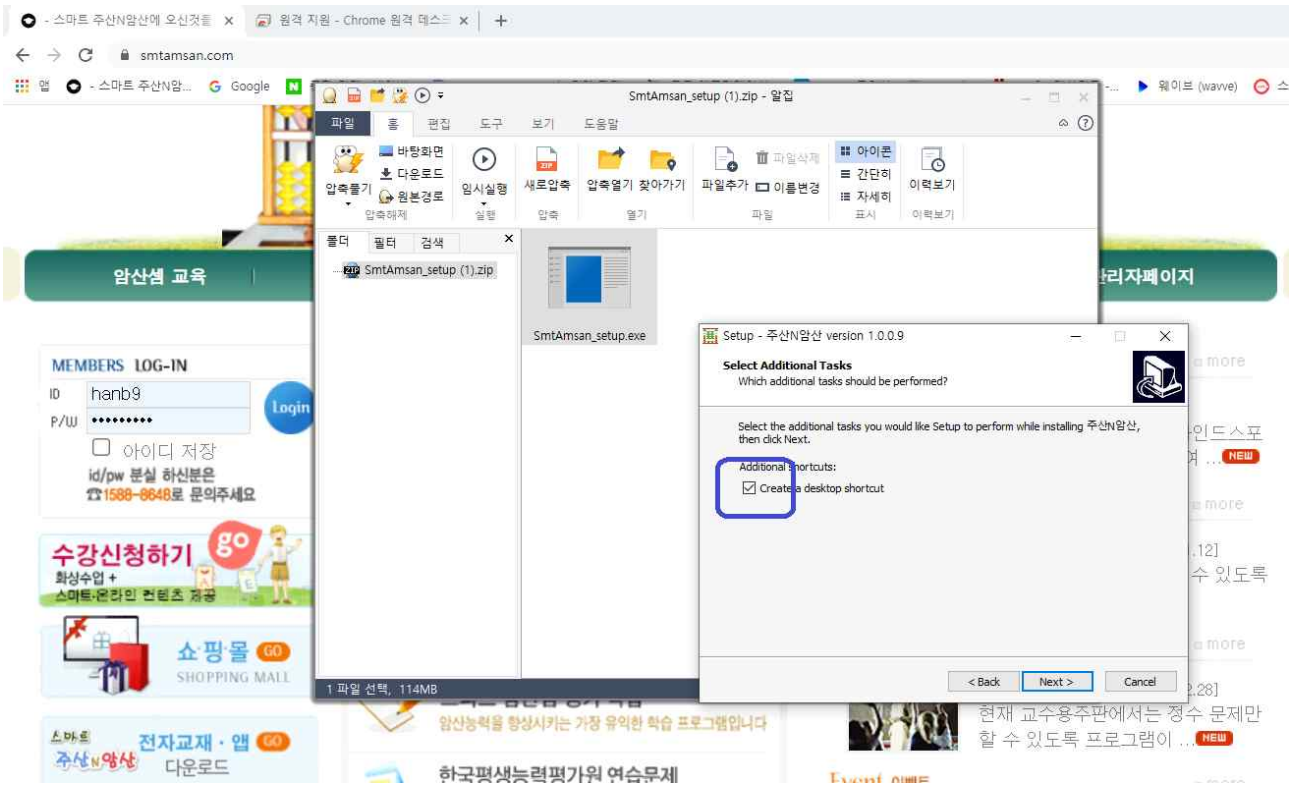 - 스마트 주산N암산에 오신것을
원격 지원 - Chrome 원격 데스크
smtamsan.com
앱
- 스마트 주산N암...
Google
웨이브 (wavve)
SmtAmsan_setup (1).zip - 알집
파일
홈
편집
도구
보기
도움말
압축풀기
바탕화면
다운로드
원본경로
임시실행
새로압축
압축열기
찾아가기
파일추가
파일삭제
이름변경
아이콘
간단히
자세히
이력보기
압축해제
실행
압축
열기
파일
표시
이력보기
폴더
필터
검색
SmtAmsan_setup (1).zip
SmtAmsan_setup.exe
1 파일 선택, 114MB
Setup - 주산N암산 version 1.0.0.9
Select Additional Tasks
Which additional tasks should be performed?
Select the additional tasks you would like Setup to perform while installing 주산N암산,
then click Next.
Additional shortcuts:
Create a desktop shortcut
< Back
Next >
Cancel
암산셈 교육
관리자페이지
MEMBERS LOG-IN
ID
hanb9
P/W
•••••••••
Login
아이디 저장
id/pw 분실 하신분은
☎1588-8648로 문의주세요
수강신청하기
go
화상수업 +
스마트·온라인 컨텐츠 제공
쇼·핑·몰 GO
SHOPPING MALL
스마트
주산N암산
전자교재 · 앱 GO
다운로드
암산능력을 향상시키는 가장 유익한 학습 프로그램입니다
한국평생능력평가원 연습문제
more
인드스포
여 ... NEW
more
.12]
수 있도록
more
2.28]
현재 교수용주판에서는 정수 문제만
할 수 있도록 프로그램이 ... NEW
Event 이벤트
more